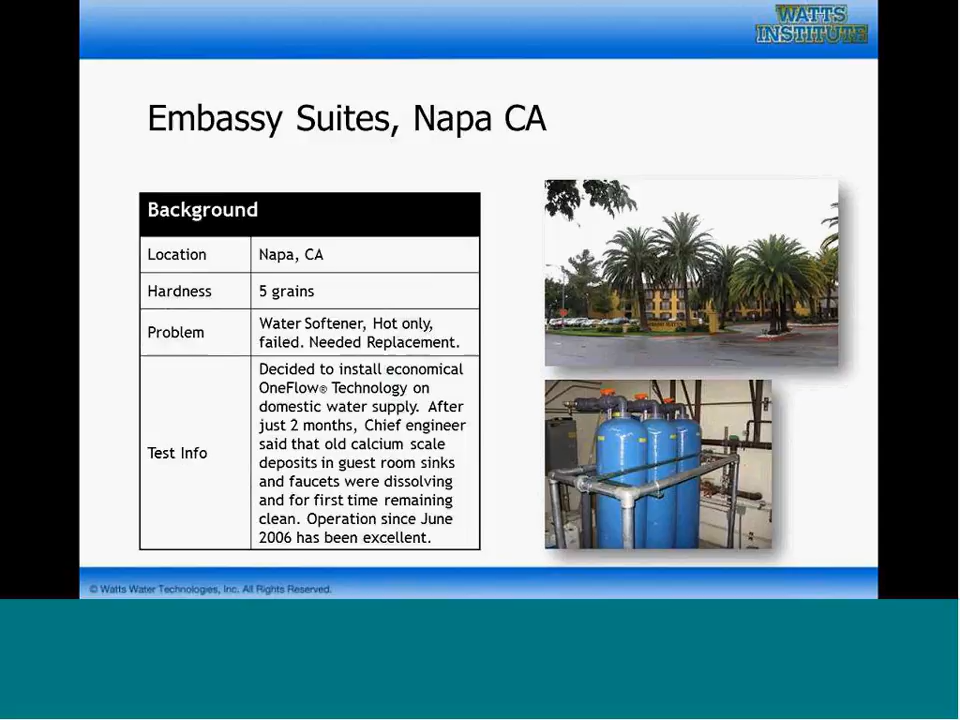 WATTS
INSTITUTE
Embassy Suites, Napa CA
Background
Location
Napa, CA
Hardness
5 grains
Problem
Water Softener, Hot only,
failed. Needed Replacement.
Test Info
Decided to install economical
OneFlow® Technology on
domestic water supply. After
just 2 months, Chief engineer
said that old calcium scale
deposits in guest room sinks
and faucets were dissolving
and for first time remaining
clean. Operation since June
2006 has been excellent.
© Watts Water Technologies, Inc. All Rights Reserved.